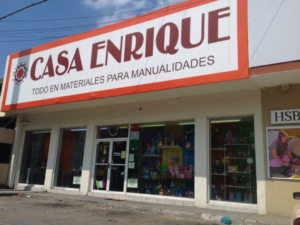 CASA ENRIQUE
TODO EN MATERIALES PARA MANUALIDADES
HSB